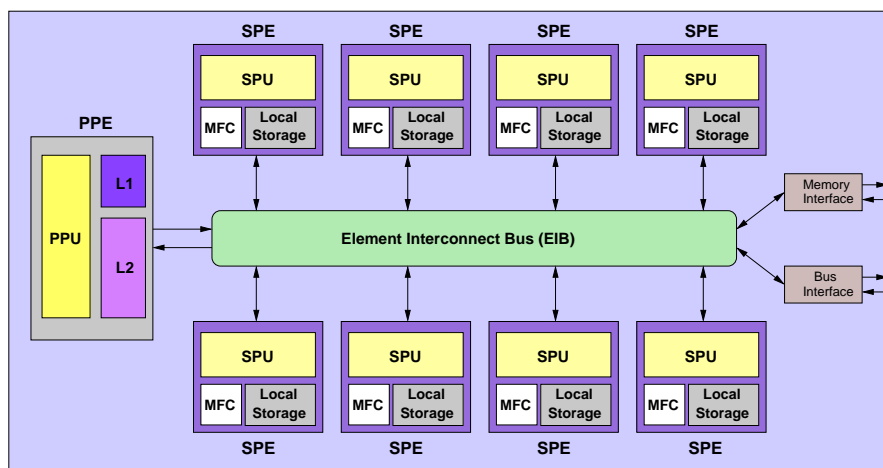 SPE SPE SPE SPE
SPU SPU SPU SPU
MFC Local Storage MFC Local Storage MFC Local Storage MFC Local Storage
PPE
PPU
L1
L2
Element Interconnect Bus (EIB)
Memory
Interface
Bus
Interface
SPU SPU SPU SPU
MFC Local Storage MFC Local Storage MFC Local Storage MFC Local Storage
SPE SPE SPE SPE